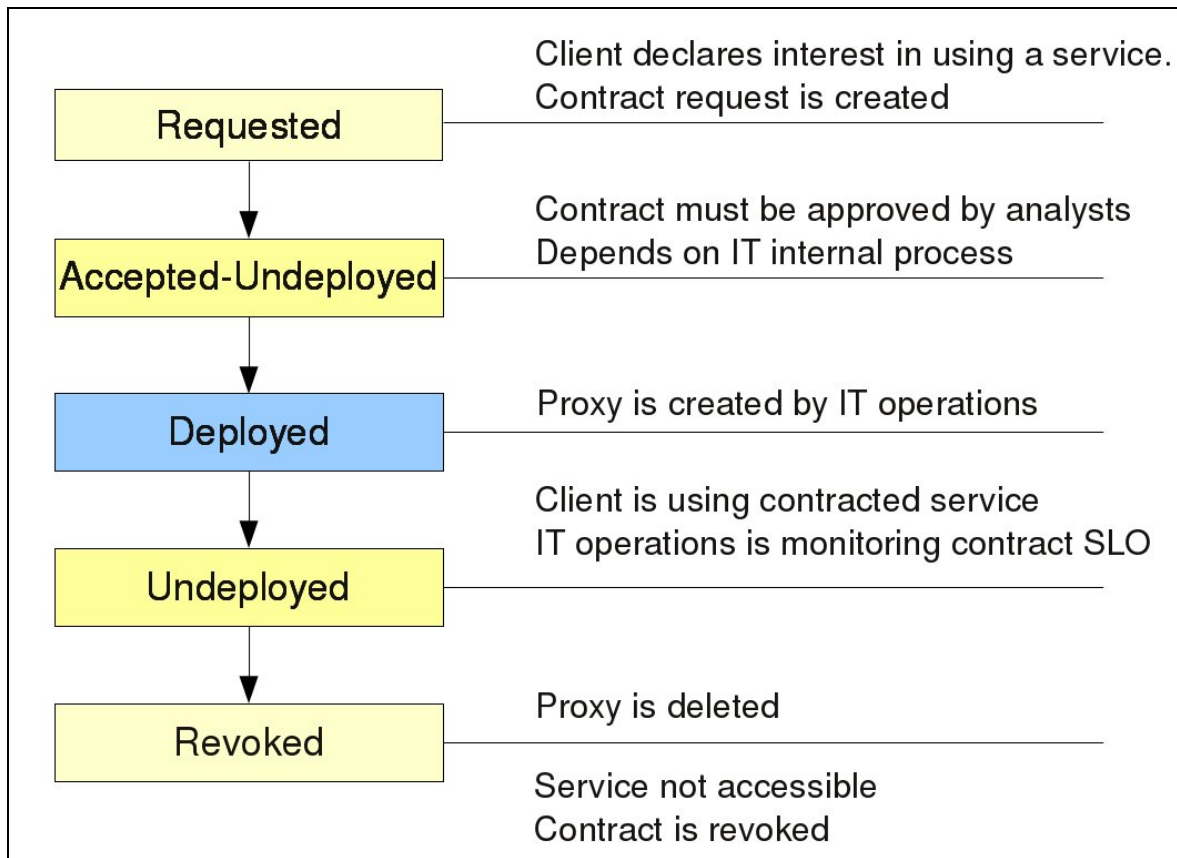 Client declares interest in using a service.
Contract request is created
Requested
Contract must be approved by analysts
Depends on IT internal process
Accepted-Undeployed
Proxy is created by IT operations
Deployed
Client is using contracted service
IT operations is monitoring contract SLO
Undeployed
Proxy is deleted
Revoked
Service not accessible
Contract is revoked